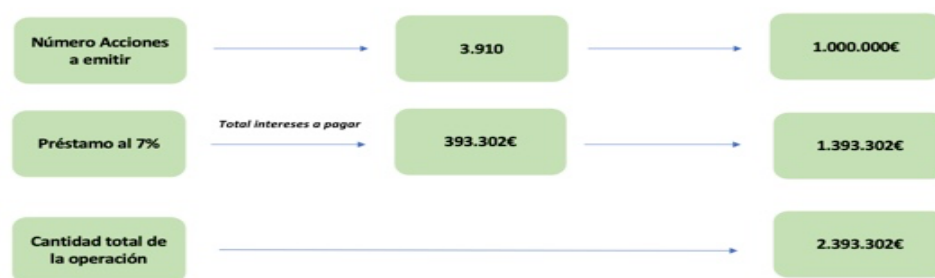 Número Acciones
a emitir
3.910
1.000.000€
Préstamo al 7%
Total intereses a pagar
393.302€
1.393.302€
Cantidad total de
la operación
2.393.302€